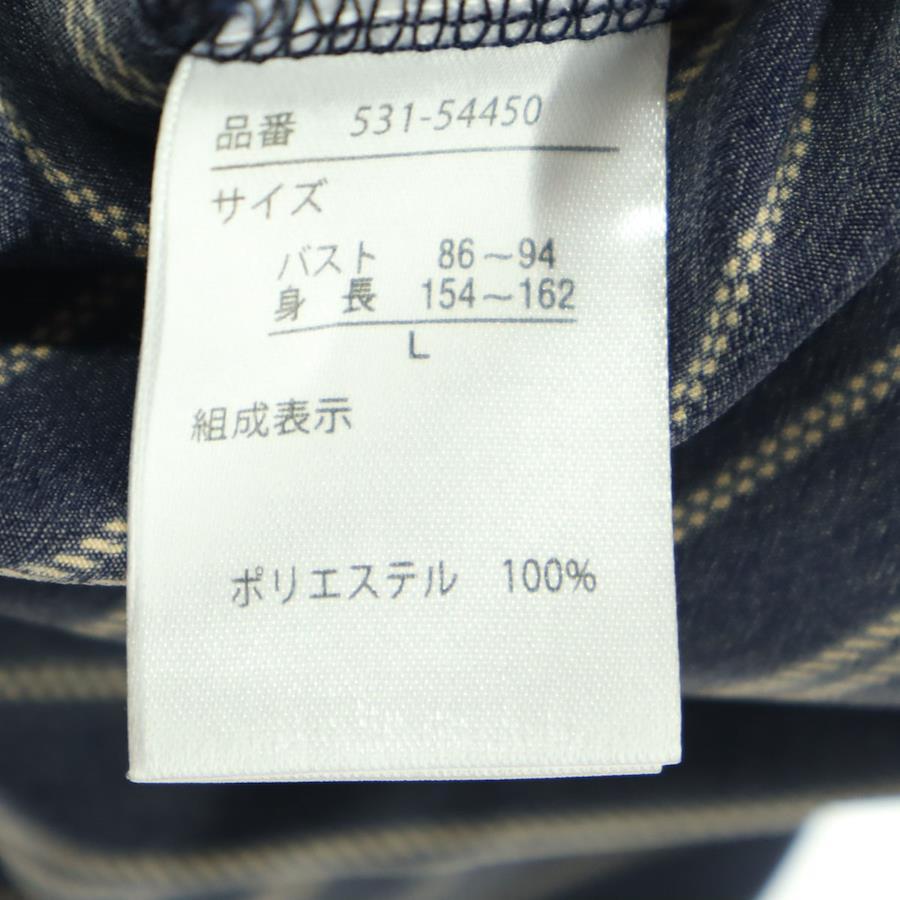 品番 531-54450
サイズ
バスト 86～94
身長 154～162
L
組成表示
ポリエステル 100%